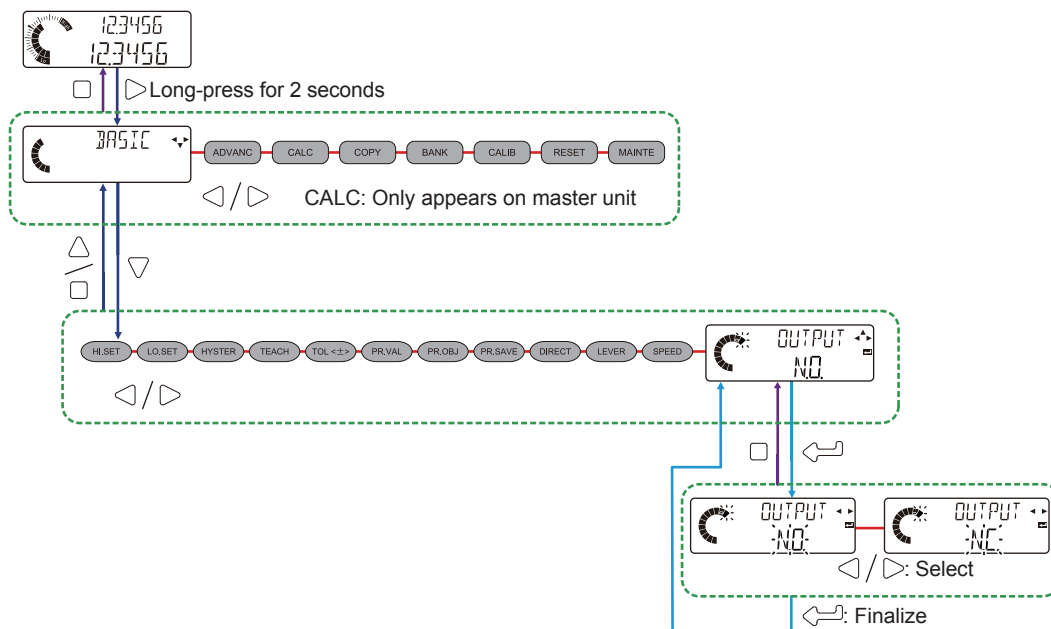 12.3456
12.3456
Long-press for 2 seconds
BASIC
ADVANC CALC COPY BANK CALIB RESET MAINTE
/
CALC: Only appears on master unit
HI.SET LO.SET HYSTER TEACH TOL <±> PR.VAL PR.OBJ PR.SAVE DIRECT LEVER SPEED
OUTPUT
N.O.
/
OUTPUT OUTPUT
N.O. N.C.
/ : Select
: Finalize